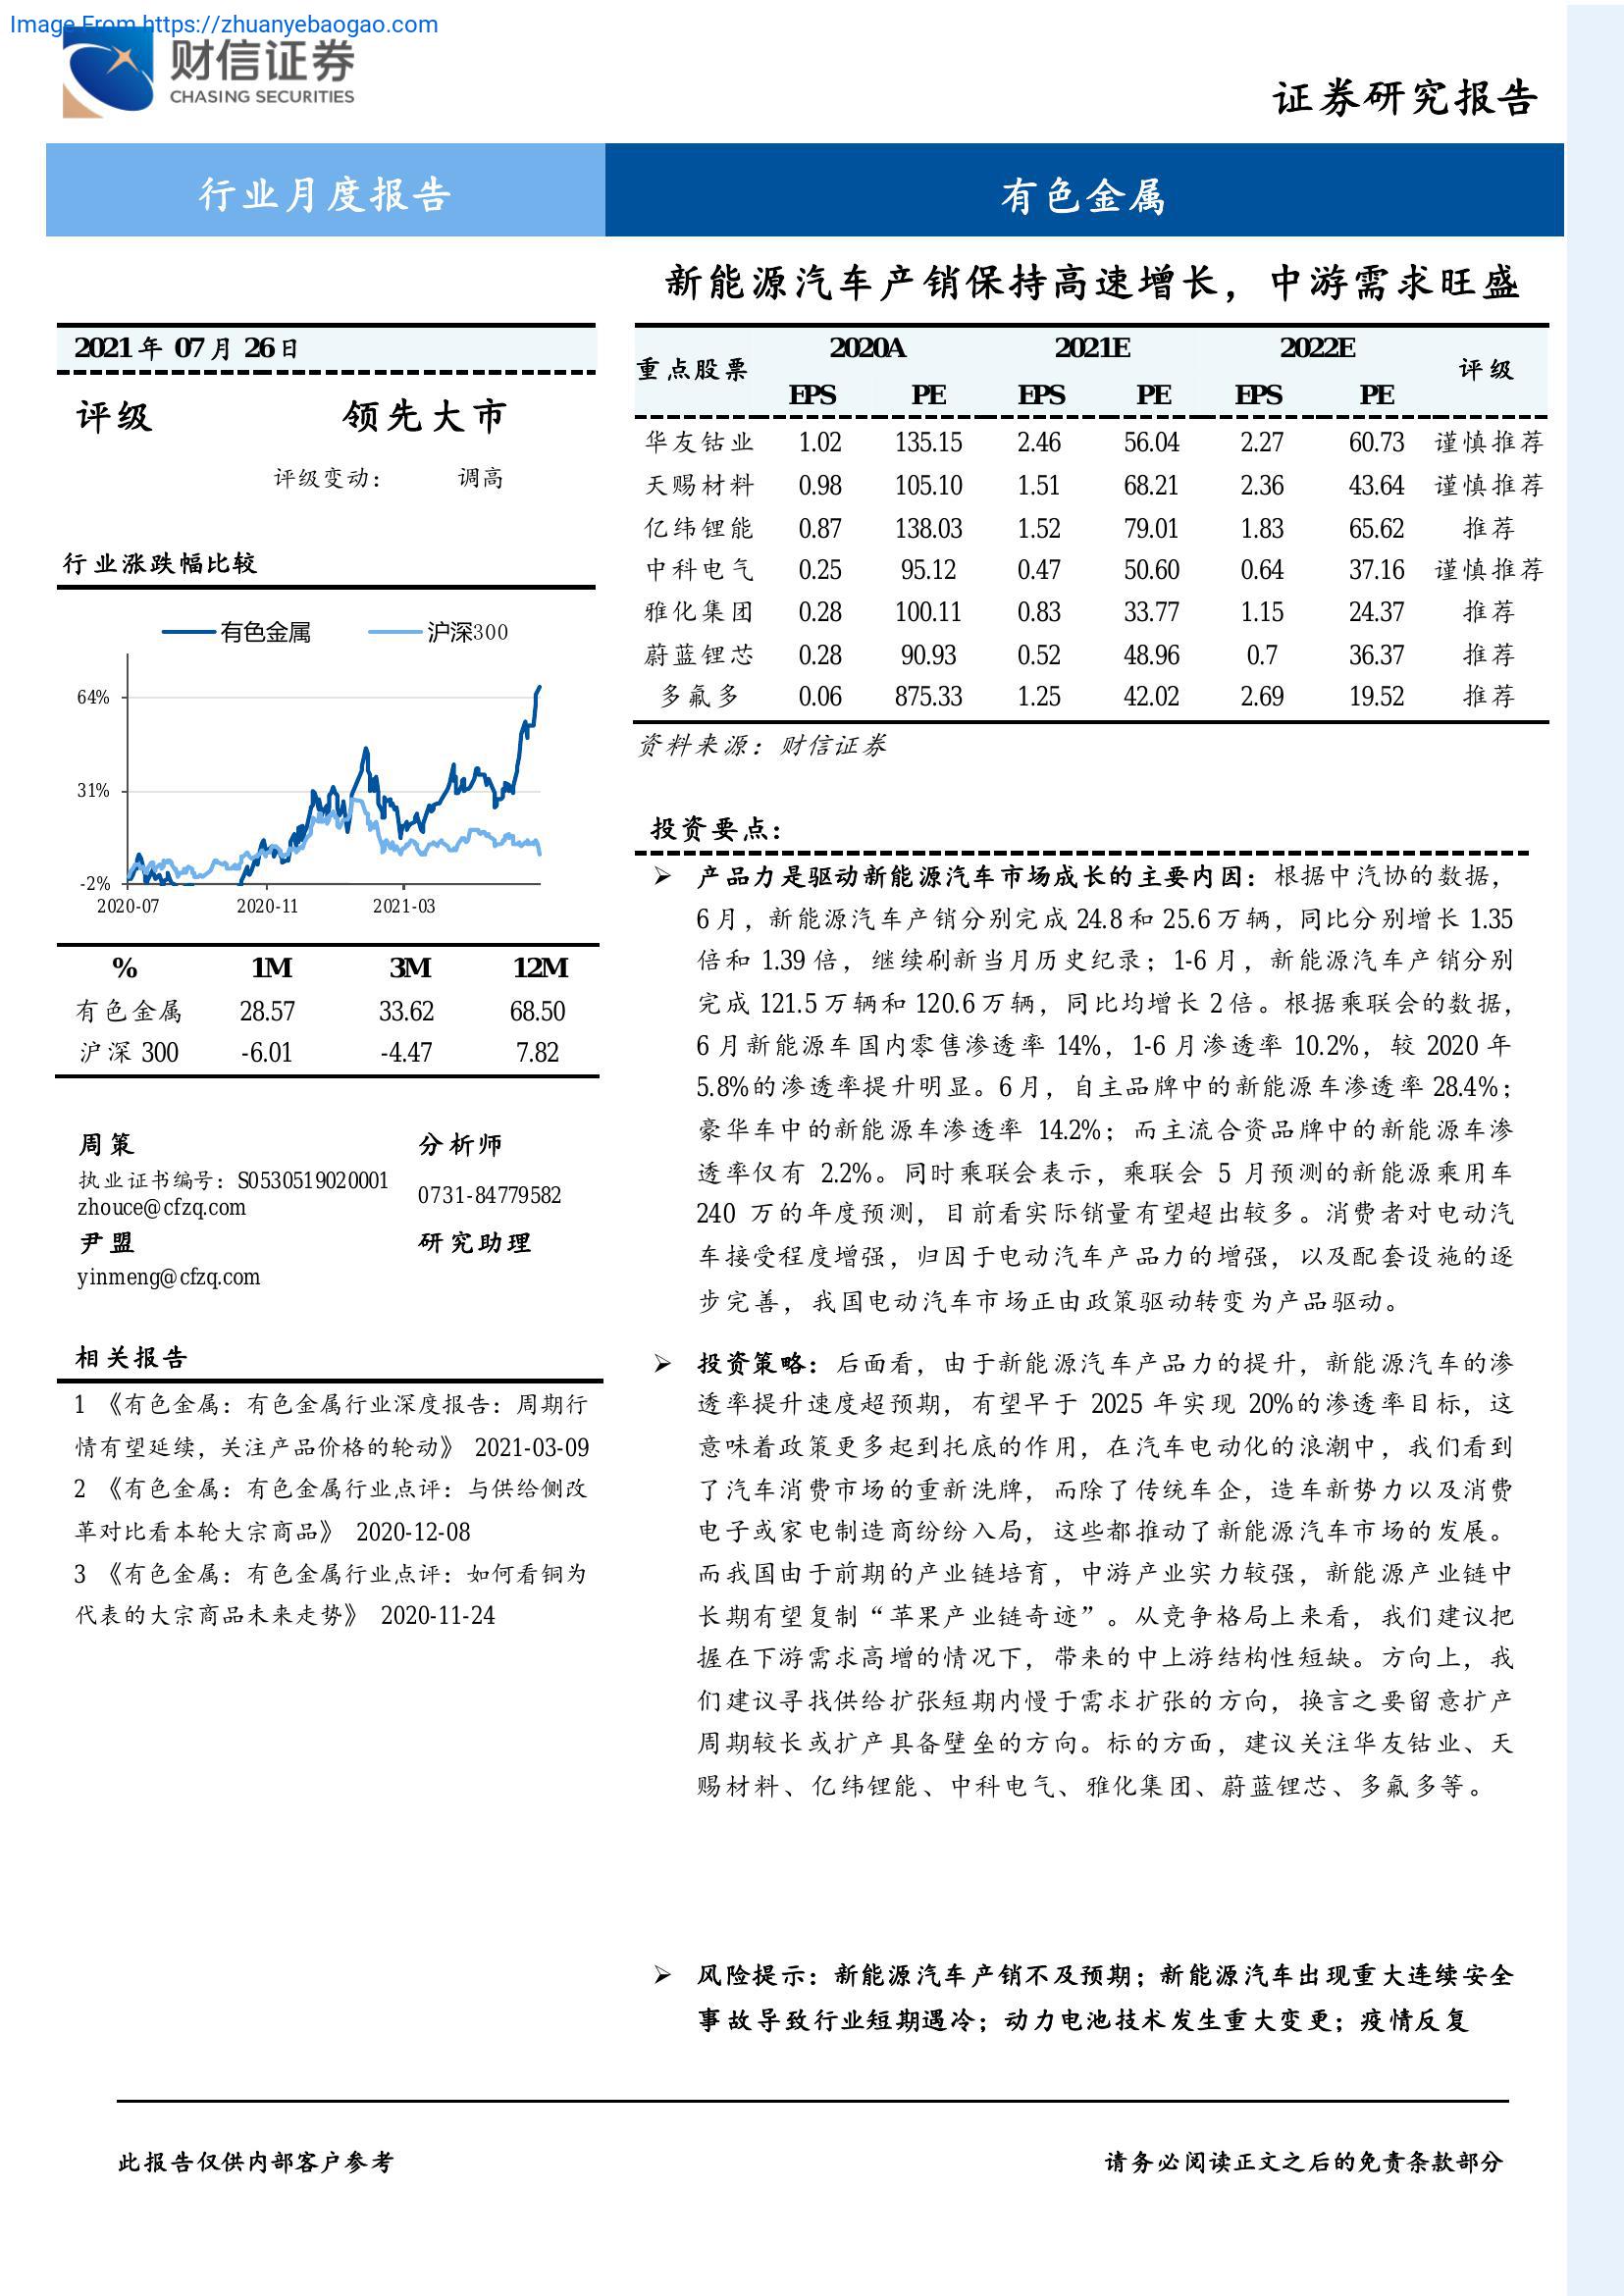 Image From https://zhuanyebaogao.com
财信证券
CHASING SECURITIES
证券研究报告
行业月度报告
有色金属
新能源汽车产销保持高速增长，中游需求旺盛
2021年 07月 26日
评级 领先大市
评级变动： 调高
行业涨跌幅比较
有色金属 沪深300
64%
31%
-2%
2020-07 2020-11 2021-03
% 1M 3M 12M
有色金属 28.57 33.62 68.50
沪深 300 -6.01 -4.47 7.82
周策 分析师
执业证书编号：S0530519020001 0731-84779582
zhouce@cfzq.com
尹盟 研究助理
yinmeng@cfzq.com
相关报告
1 《有色金属：有色金属行业深度报告：周期行
情有望延续，关注产品价格的轮动》 2021-03-09
2 《有色金属：有色金属行业点评：与供给侧改
革对比看本轮大宗商品》 2020-12-08
3 《有色金属：有色金属行业点评：如何看铜为
代表的大宗商品未来走势》 2020-11-24
重点股票 2020A 2021E 2022E 评级
EPS PE EPS PE EPS PE
华友钴业 1.02 135.15 2.46 56.04 2.27 60.73 谨慎推荐
天赐材料 0.98 105.10 1.51 68.21 2.36 43.64 谨慎推荐
亿纬锂能 0.87 138.03 1.52 79.01 1.83 65.62 推荐
中科电气 0.25 95.12 0.47 50.60 0.64 37.16 谨慎推荐
雅化集团 0.28 100.11 0.83 33.77 1.15 24.37 推荐
蔚蓝锂芯 0.28 90.93 0.52 48.96 0.7 36.37 推荐
多氟多 0.06 875.33 1.25 42.02 2.69 19.52 推荐
资料来源：财信证券
投资要点：
➢ 产品力是驱动新能源汽车市场成长的主要内因：根据中汽协的数据，
6 月，新能源汽车产销分别完成 24.8 和 25.6 万辆，同比分别增长 1.35
倍和 1.39 倍，继续刷新当月历史纪录；1-6 月，新能源汽车产销分别
完成 121.5 万辆和 120.6 万辆，同比均增长 2 倍。根据乘联会的数据，
6 月新能源车国内零售渗透率 14%，1-6 月渗透率 10.2%，较 2020 年
5.8%的渗透率提升明显。6 月，自主品牌中的新能源车渗透率 28.4%；
豪华车中的新能源车渗透率 14.2%；而主流合资品牌中的新能源车渗
透率仅有 2.2%。同时乘联会表示，乘联会 5 月预测的新能源乘用车
240 万的年度预测，目前看实际销量有望超出较多。消费者对电动汽
车接受程度增强，归因于电动汽车产品力的增强，以及配套设施的逐
步完善，我国电动汽车市场正由政策驱动转变为产品驱动。
➢ 投资策略：后面看，由于新能源汽车产品力的提升，新能源汽车的渗
透率提升速度超预期，有望早于 2025 年实现 20%的渗透率目标，这
意味着政策更多起到托底的作用，在汽车电动化的浪潮中，我们看到
了汽车消费市场的重新洗牌，而除了传统车企，造车新势力以及消费
电子或家电制造商纷纷入局，这些都推动了新能源汽车市场的发展。
而我国由于前期的产业链培育，中游产业实力较强，新能源产业链中
长期有望复制“苹果产业链奇迹”。从竞争格局上来看，我们建议把
握在下游需求高增的情况下，带来的中上游结构性短缺。方向上，我
们建议寻找供给扩张短期内慢于需求扩张的方向，换言之要留意扩产
周期较长或扩产具备壁垒的方向。标的方面，建议关注华友钴业、天
赐材料、亿纬锂能、中科电气、雅化集团、蔚蓝锂芯、多氟多等。
➢ 风险提示：新能源汽车产销不及预期；新能源汽车出现重大连续安全
事故导致行业短期遇冷；动力电池技术发生重大变更；疫情反复
此报告仅供内部客户参考
请务必阅读正文之后的免责条款部分